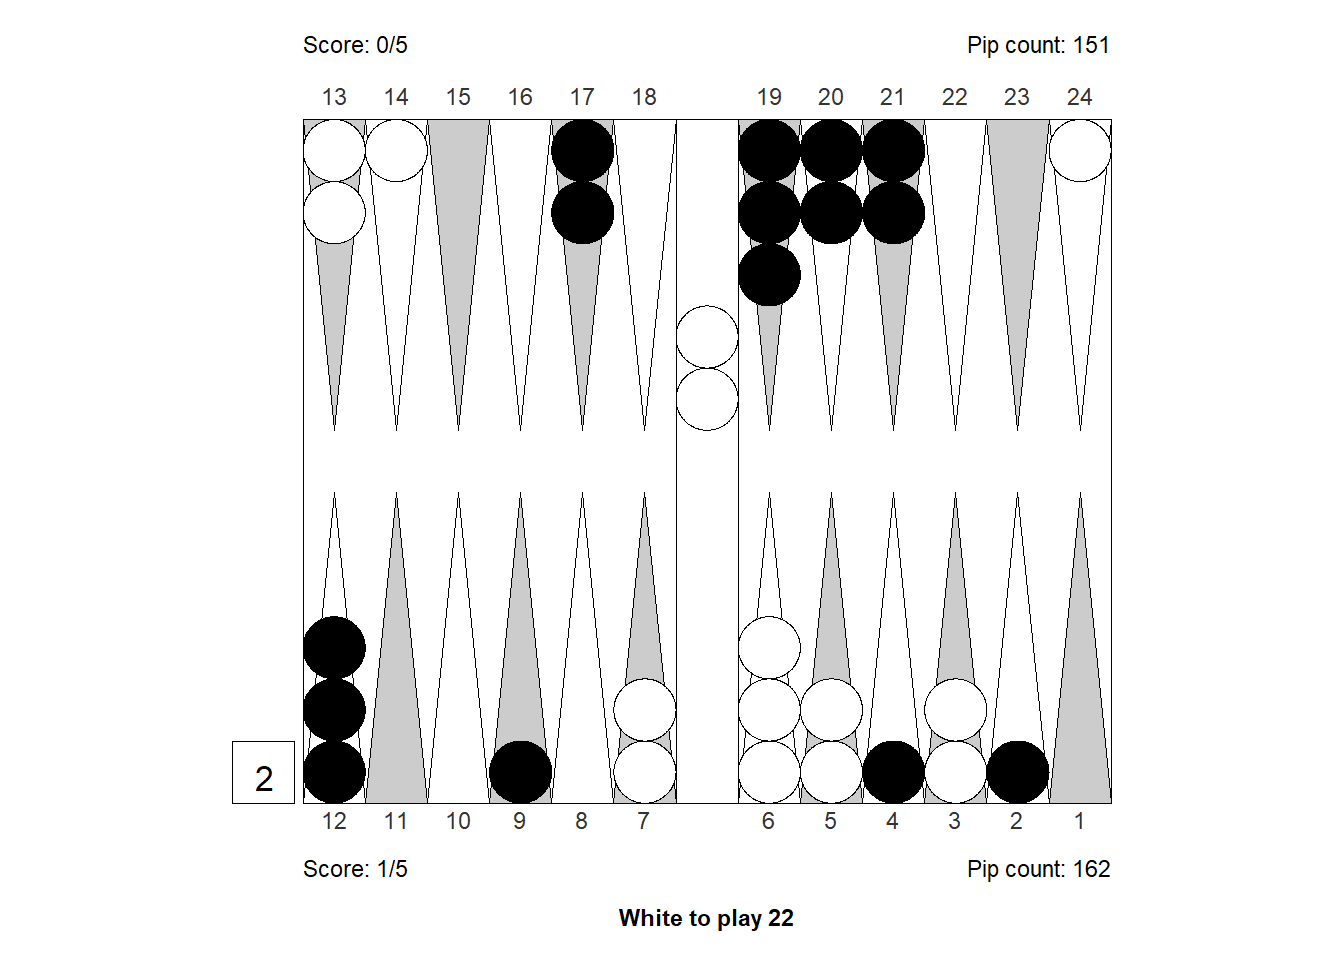 Score: 0/5 Pip count: 151
13 14 15 16 17 18 19 20 21 22 23 24
2
12 11 10 9 8 7 6 5 4 3 2 1
Score: 1/5 Pip count: 162
White to play 22